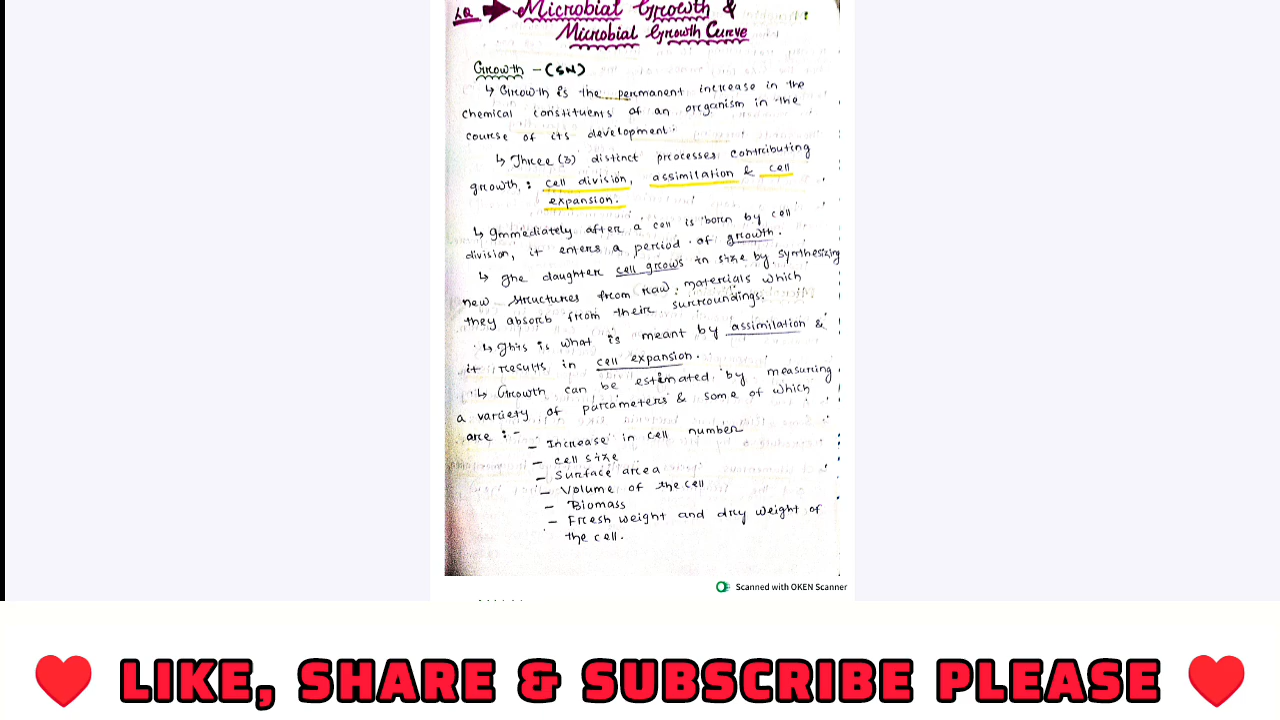 LQ → Microbial Growth &
Microbial Growth Curve
Growth - (SN)
↳ Growth is the permanent increase in the
chemical constituents of an organism in the
course of its development.
↳ Three (3) distinct processes contributing
growth : cell division, assimilation & cell
expansion.
↳ Immediately after a cell is born by cell
division, it enters a period of growth.
↳ The daughter cell grows in size by synthesizing
new structures from raw materials which
they absorb from their surroundings.
↳ This is what is meant by assimilation &
it results in cell expansion.
↳ Growth can be estimated by measuring
a variety of parameters & some of which
are :-
- Increase in cell number
- cell size
- Surface area
- Volume of the cell
- Biomass
- Fresh weight and dry weight of
the cell.
Scanned with OKEN Scanner
LIKE, SHARE & SUBSCRIBE PLEASE